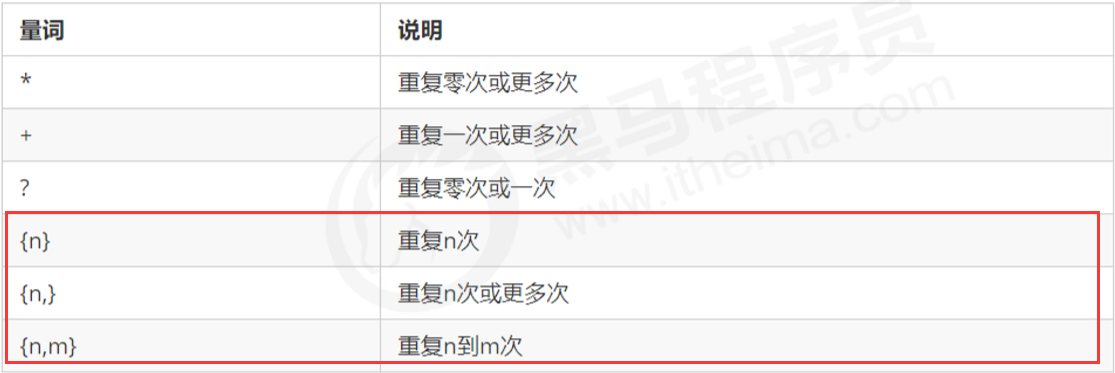 量词 说明
* 重复零次或更多次
+ 重复一次或更多次
? 重复零次或一次
{n} 重复n次
{n,} 重复n次或更多次
{n,m} 重复n到m次
黑马程序员
www.itheima.com